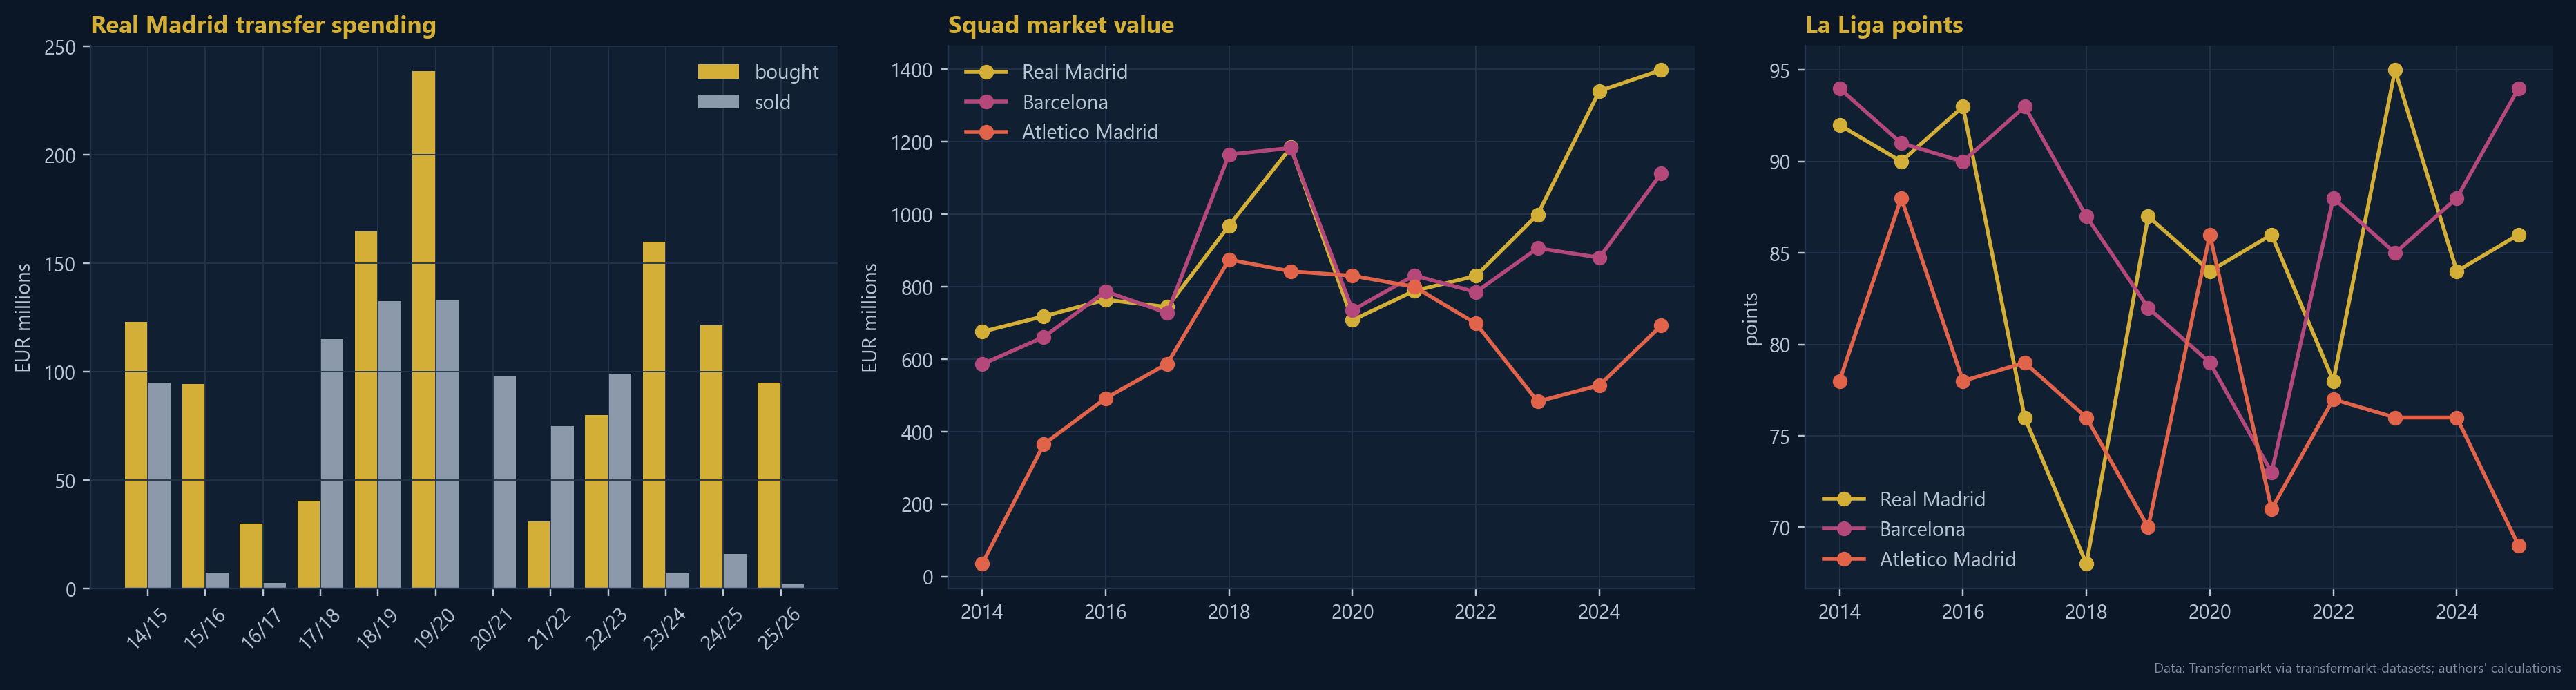 Real Madrid transfer spending
EUR millions
250
200
150
100
50
0
bought
sold
14/15
15/16
16/17
17/18
18/19
19/20
20/21
21/22
22/23
23/24
24/25
25/26
Squad market value
EUR millions
1400
1200
1000
800
600
400
200
0
Real Madrid
Barcelona
Atletico Madrid
2014
2016
2018
2020
2022
2024
La Liga points
points
95
90
85
80
75
70
Real Madrid
Barcelona
Atletico Madrid
2014
2016
2018
2020
2022
2024
Data: Transfermarkt via transfermarkt-datasets; authors' calculations